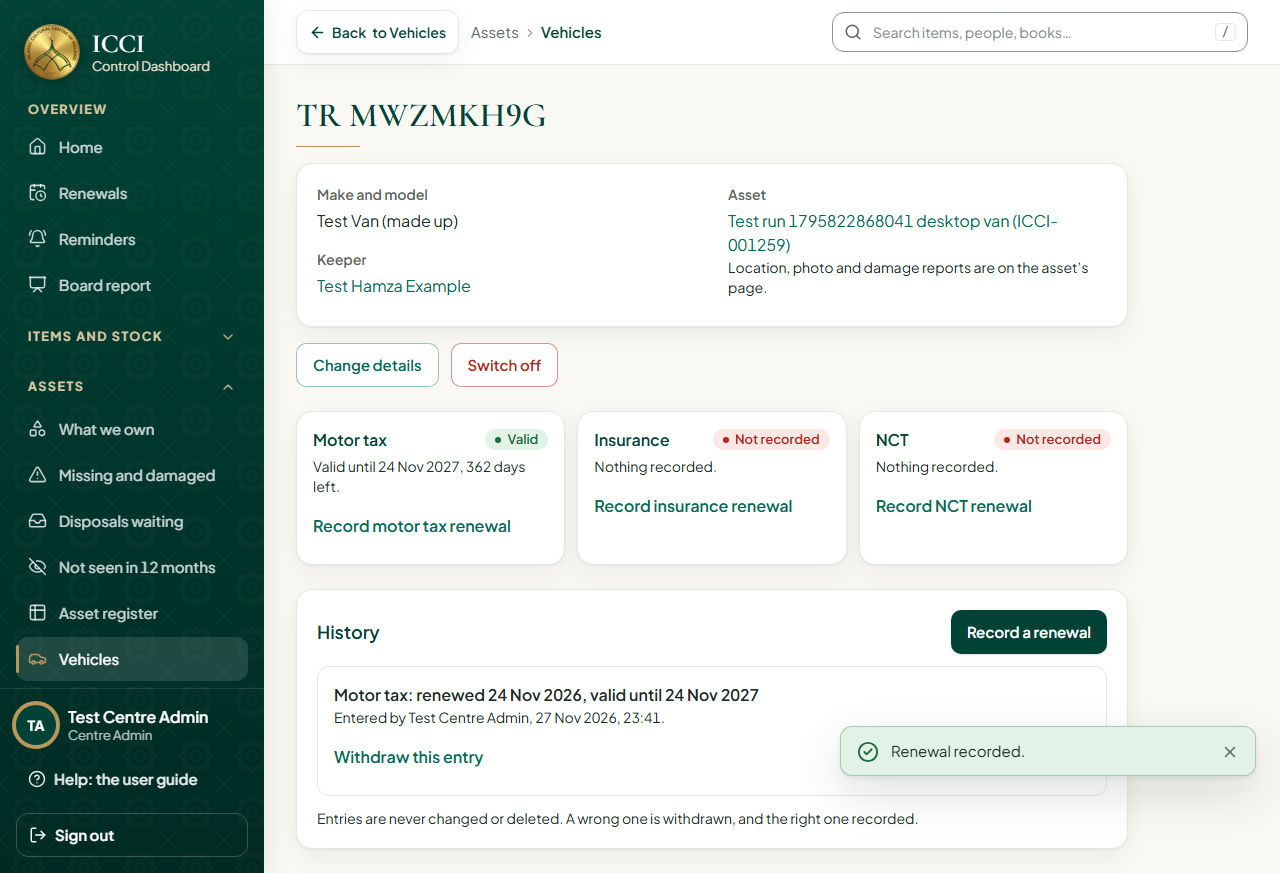 ICCI
Control Dashboard
OVERVIEW
Home
Renewals
Reminders
Board report
ITEMS AND STOCK
ASSETS
What we own
Missing and damaged
Disposals waiting
Not seen in 12 months
Asset register
Vehicles
TA
Test Centre Admin
Centre Admin
Help: the user guide
Sign out
Back to Vehicles
Assets > Vehicles
Search items, people, books…
/
TR MWZMKH9G
Make and model
Test Van (made up)
Keeper
Test Hamza Example
Asset
Test run 1795822868041 desktop van (ICCI-
001259)
Location, photo and damage reports are on the asset's
page.
Change details
Switch off
Motor tax
Valid
Valid until 24 Nov 2027, 362 days
left.
Record motor tax renewal
Insurance
Not recorded
Nothing recorded.
Record insurance renewal
NCT
Not recorded
Nothing recorded.
Record NCT renewal
History
Record a renewal
Motor tax: renewed 24 Nov 2026, valid until 24 Nov 2027
Entered by Test Centre Admin, 27 Nov 2026, 23:41.
Withdraw this entry
Renewal recorded.
Entries are never changed or deleted. A wrong one is withdrawn, and the right one recorded.